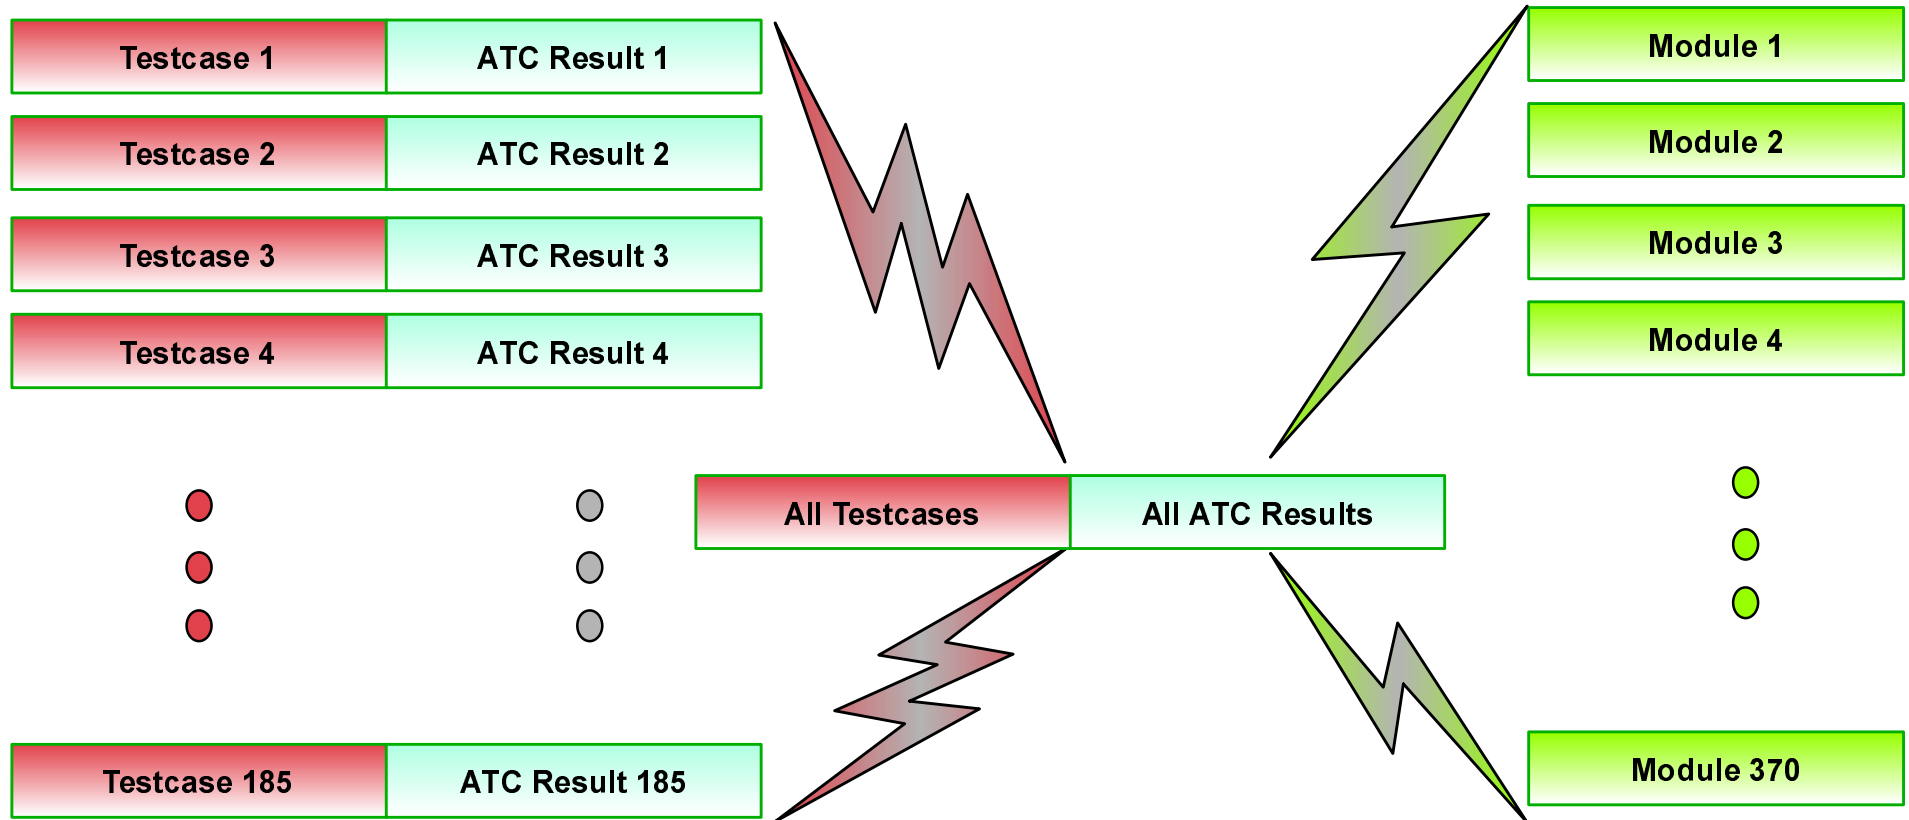 Testcase 1
ATC Result 1
Testcase 2
ATC Result 2
Testcase 3
ATC Result 3
Testcase 4
ATC Result 4
Testcase 185
ATC Result 185
All Testcases
All ATC Results
Module 1
Module 2
Module 3
Module 4
Module 370